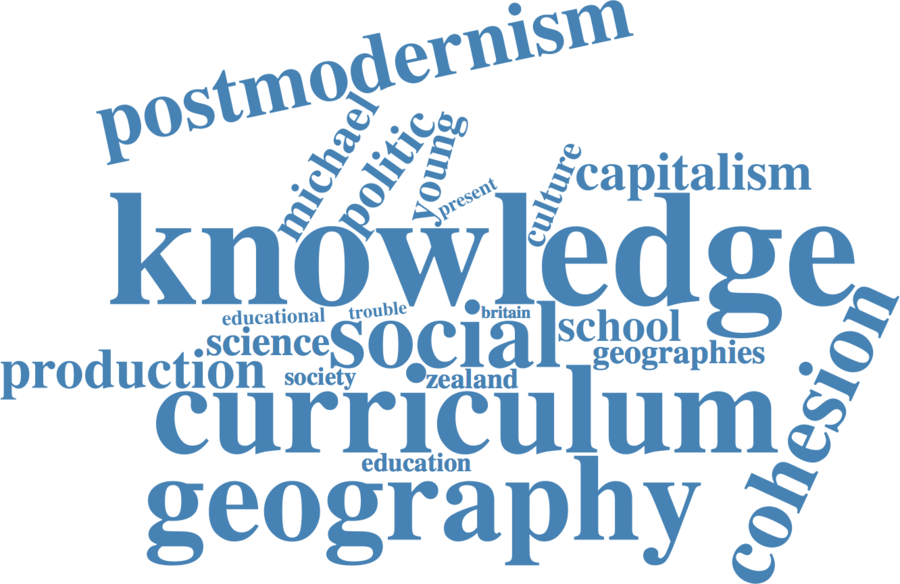 postmodernism
michael
politic
young
present
culture
capitalism
knowledge
educational
trouble
britain
social
school
science
geographies
production
society
zealand
cohesion
curriculum
education
geography